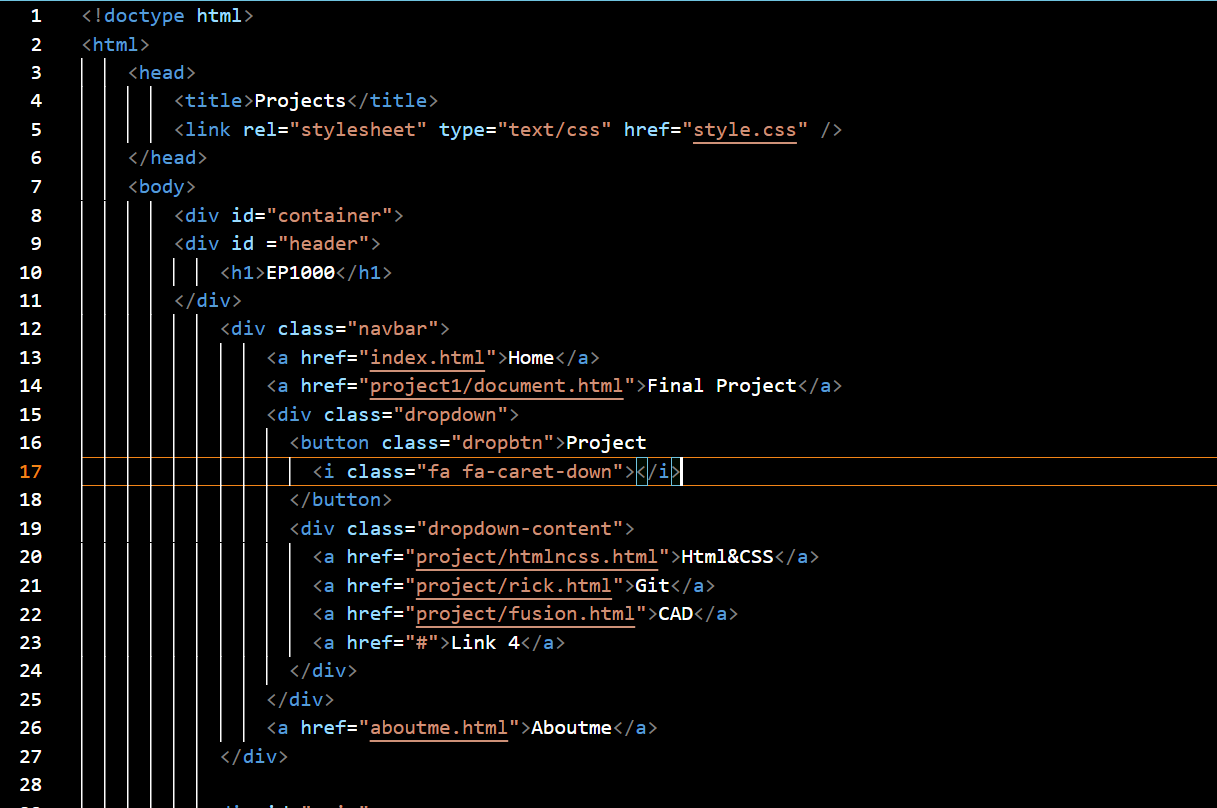 1 <!doctype html>
2 <html>
3 <head>
4 <title>Projects</title>
5 <link rel="stylesheet" type="text/css" href="style.css" />
6 </head>
7 <body>
8 <div id="container">
9 <div id ="header">
10 <h1>EP1000</h1>
11 </div>
12 <div class="navbar">
13 <a href="index.html">Home</a>
14 <a href="project1/document.html">Final Project</a>
15 <div class="dropdown">
16 <button class="dropbtn">Project
17 <i class="fa fa-caret-down"></i>
18 </button>
19 <div class="dropdown-content">
20 <a href="project/htmlncss.html">Html&CSS</a>
21 <a href="project/rick.html">Git</a>
22 <a href="project/fusion.html">CAD</a>
23 <a href="#">Link 4</a>
24 </div>
25 </div>
26 <a href="aboutme.html">Aboutme</a>
27 </div>
28